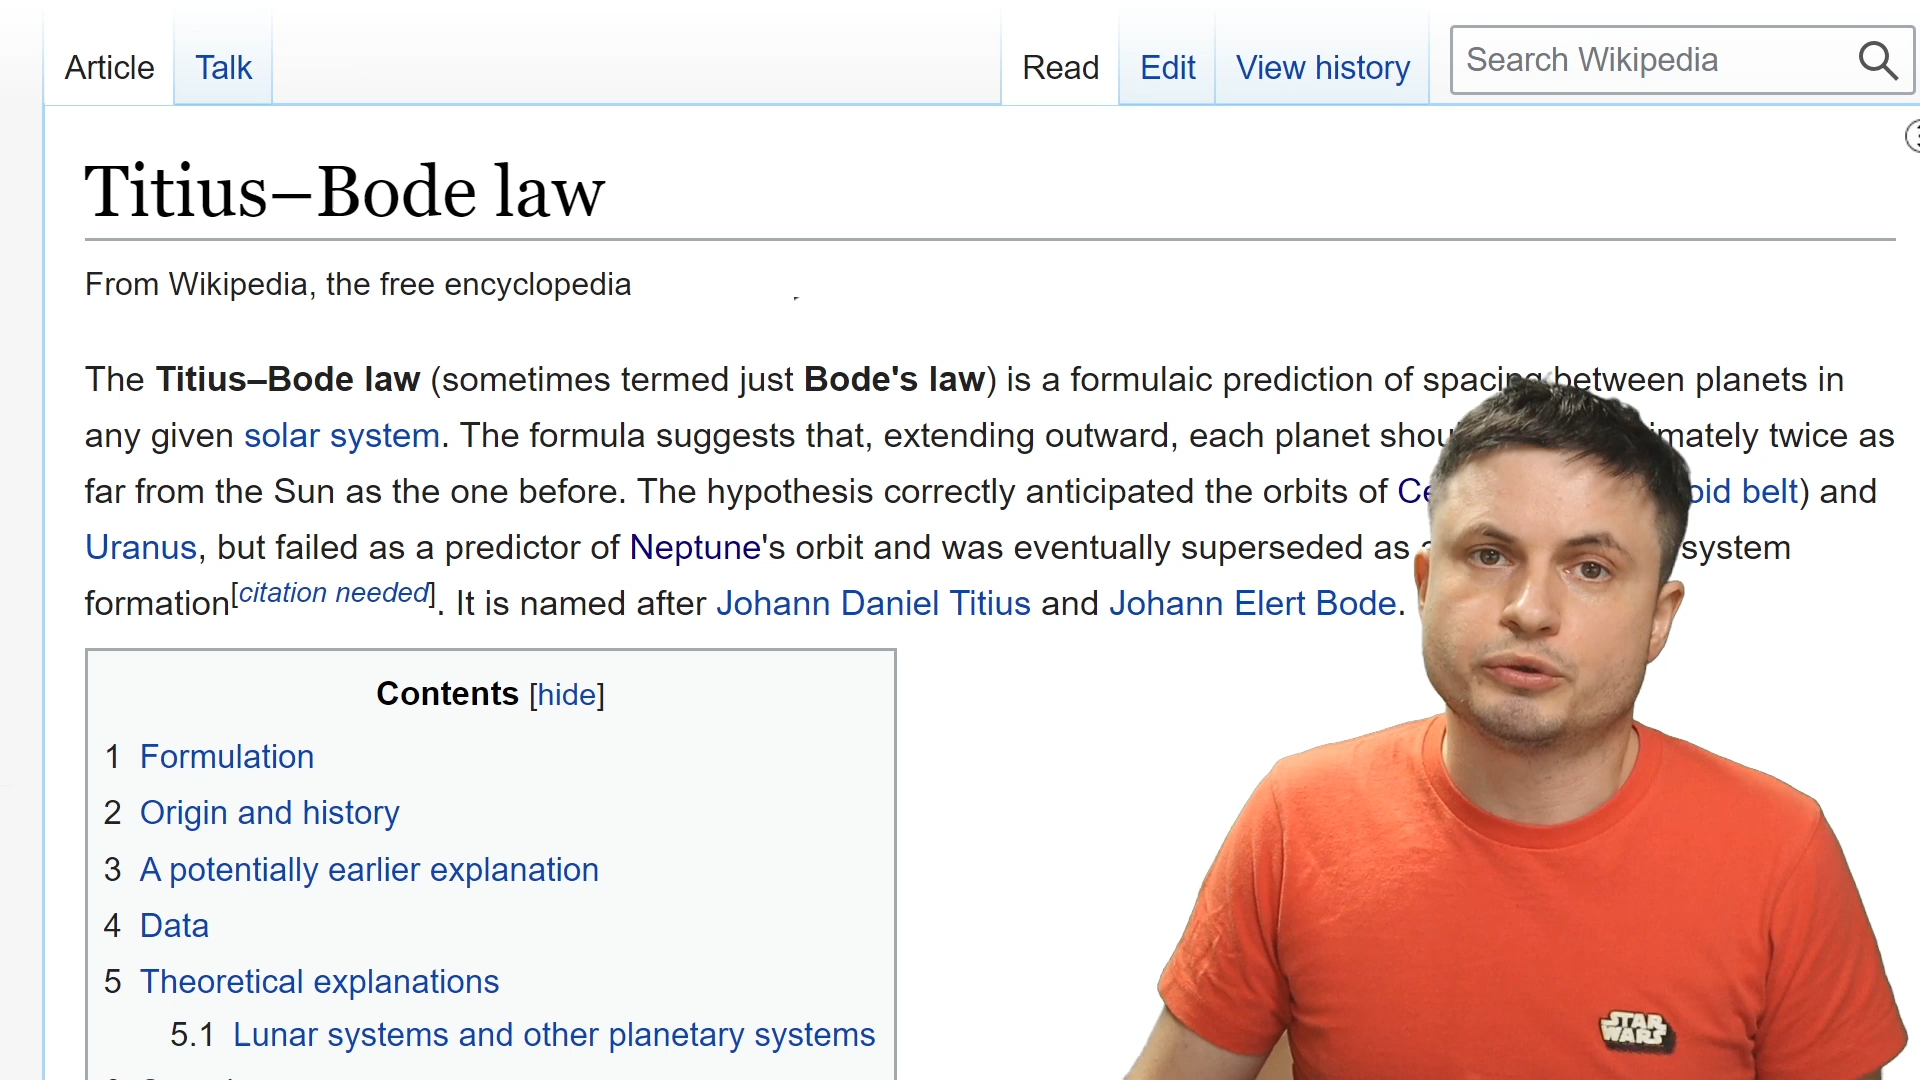 Article Talk Read Edit View history Search Wikipedia
Titius–Bode law
From Wikipedia, the free encyclopedia
The Titius–Bode law (sometimes termed just Bode's law) is a formulaic prediction of spacing between planets in
any given solar system. The formula suggests that, extending outward, each planet twice as
far from the Sun as the one before. The hypothesis correctly anticipated the orbits of belt) and
Uranus, but failed as a predictor of Neptune's orbit and was eventually superseded as system
formation[citation needed]. It is named after Johann Daniel Titius and Johann Elert Bode.
Contents [hide]
1 Formulation
2 Origin and history
3 A potentially earlier explanation
4 Data
5 Theoretical explanations
5.1 Lunar systems and other planetary systems
STAR
WARS